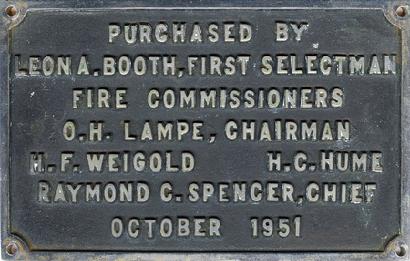 PURCHASED BY
LEON A. BOOTH, FIRST SELECTMAN
FIRE COMMISSIONERS
O.H. LAMPE, CHAIRMAN
H.F. WEIGOLD H.C. HUME
RAYMOND C. SPENCER, CHIEF
OCTOBER 1951